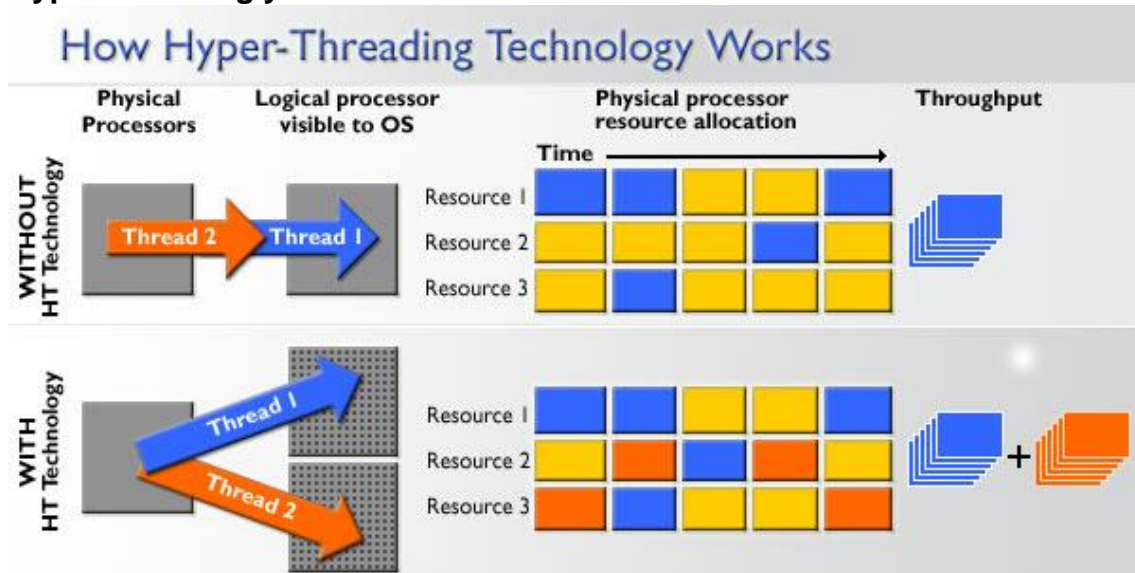 How Hyper-Threading Technology Works
Physical
Processors
Logical processor
visible to OS
Physical processor
resource allocation
Throughput
Time
WITHOUT
HT Technology
Thread 2
Thread 1
Resource 1
Resource 2
Resource 3
WITH
HT Technology
Thread 1
Thread 2
Resource 1
Resource 2
Resource 3
+